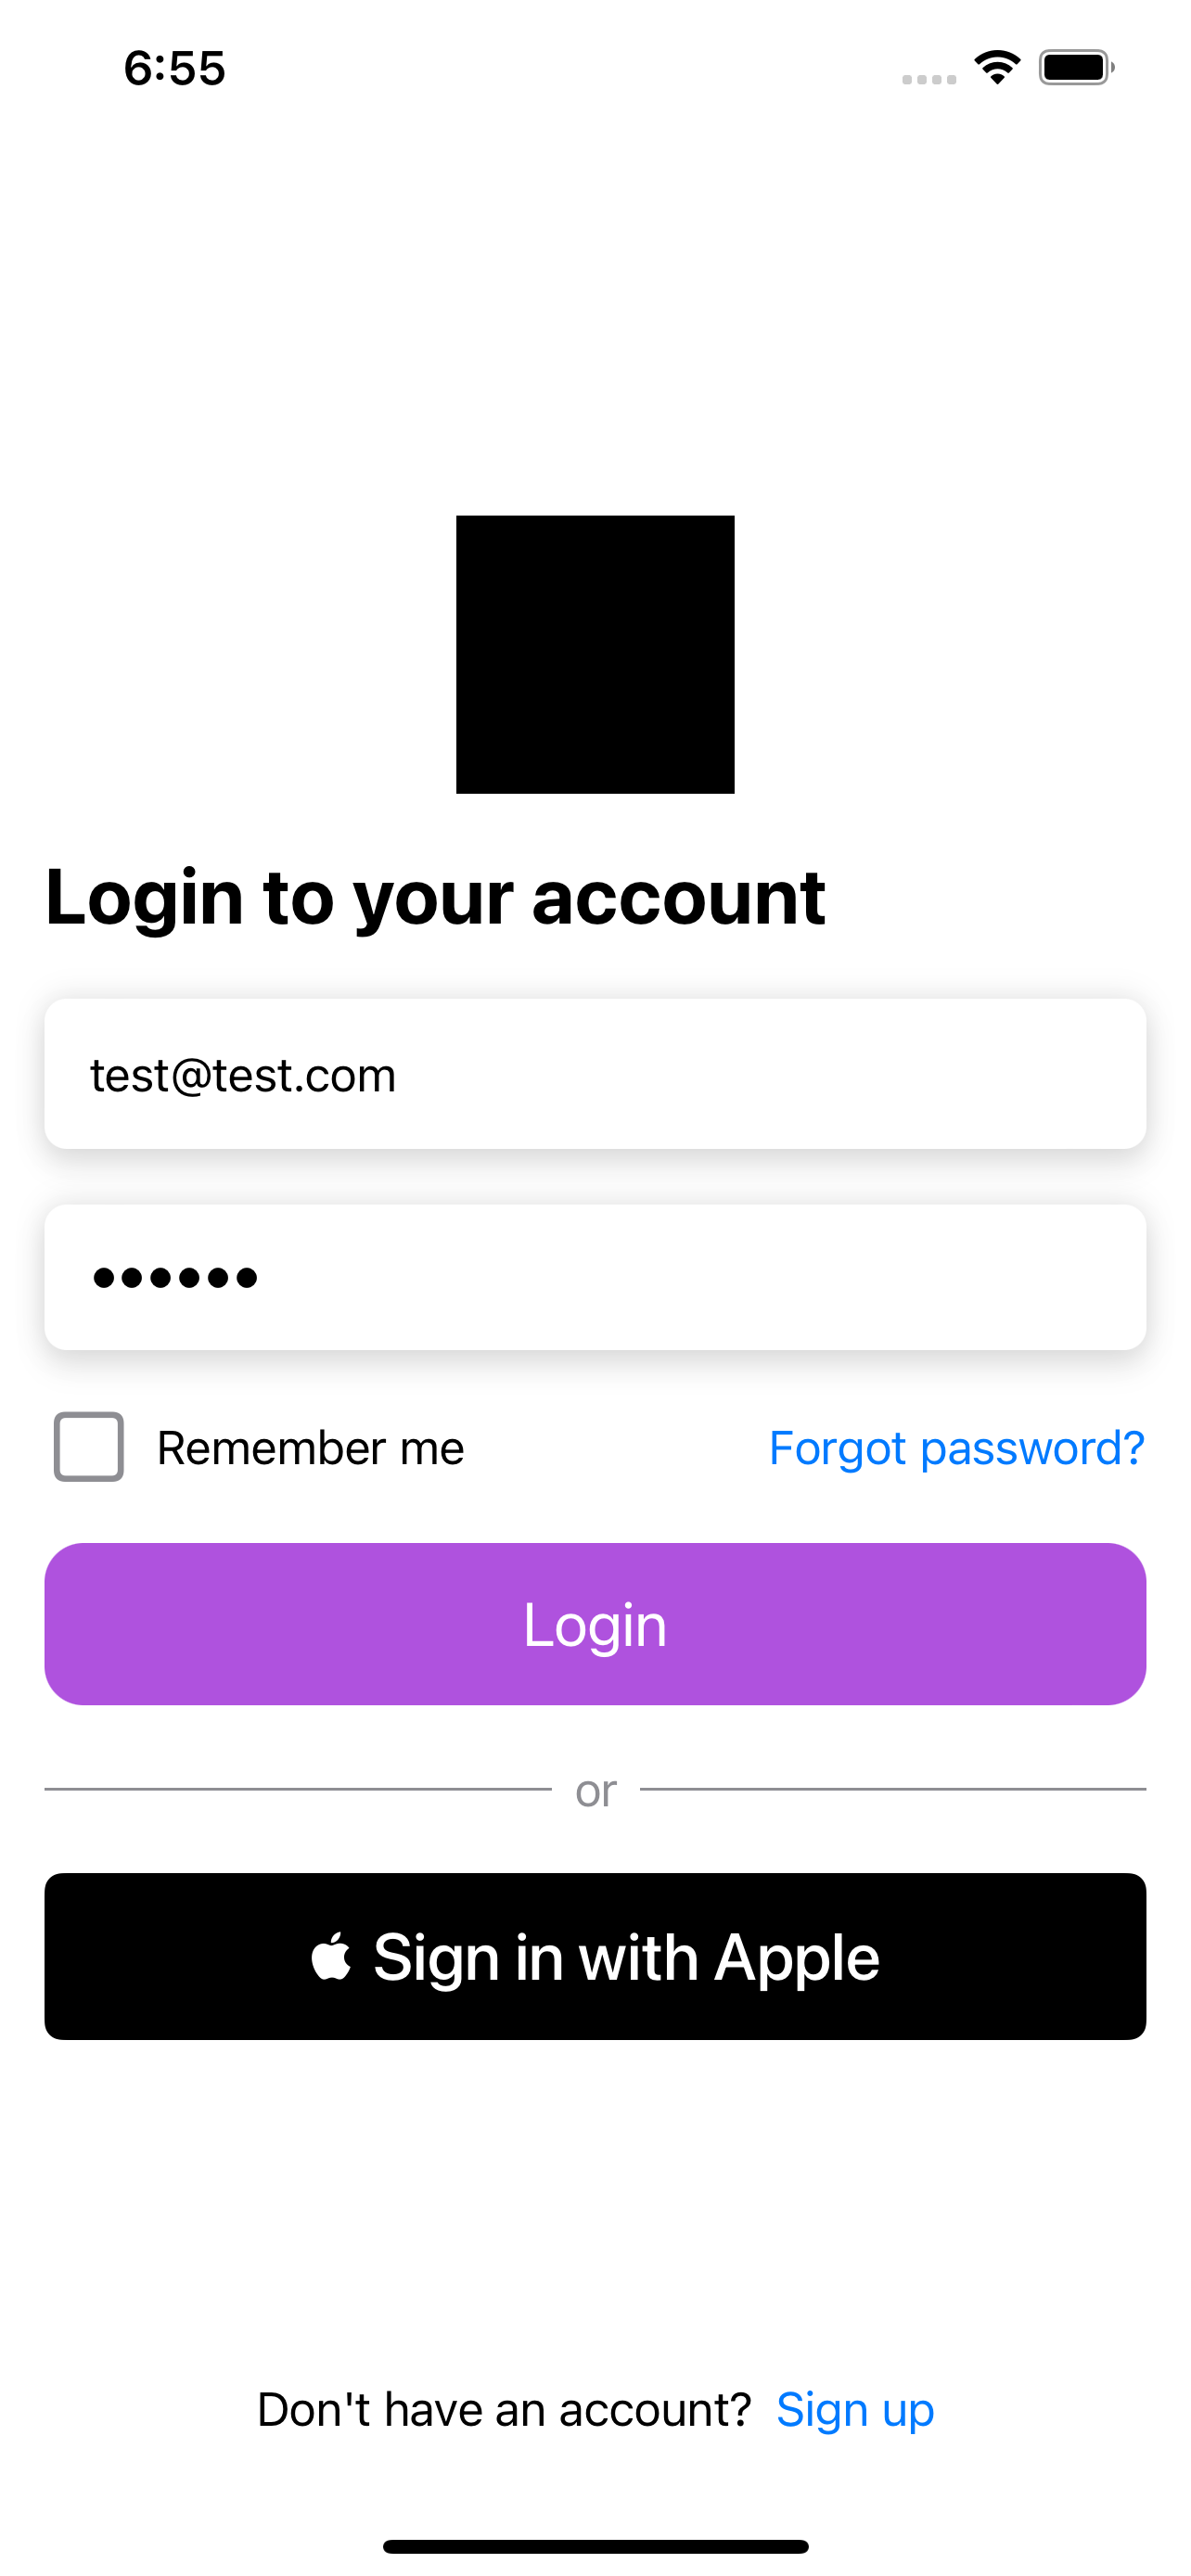 6:55
Login to your account
test@test.com
••••••
Remember me
Forgot password?
Login
or
Sign in with Apple
Don't have an account? Sign up